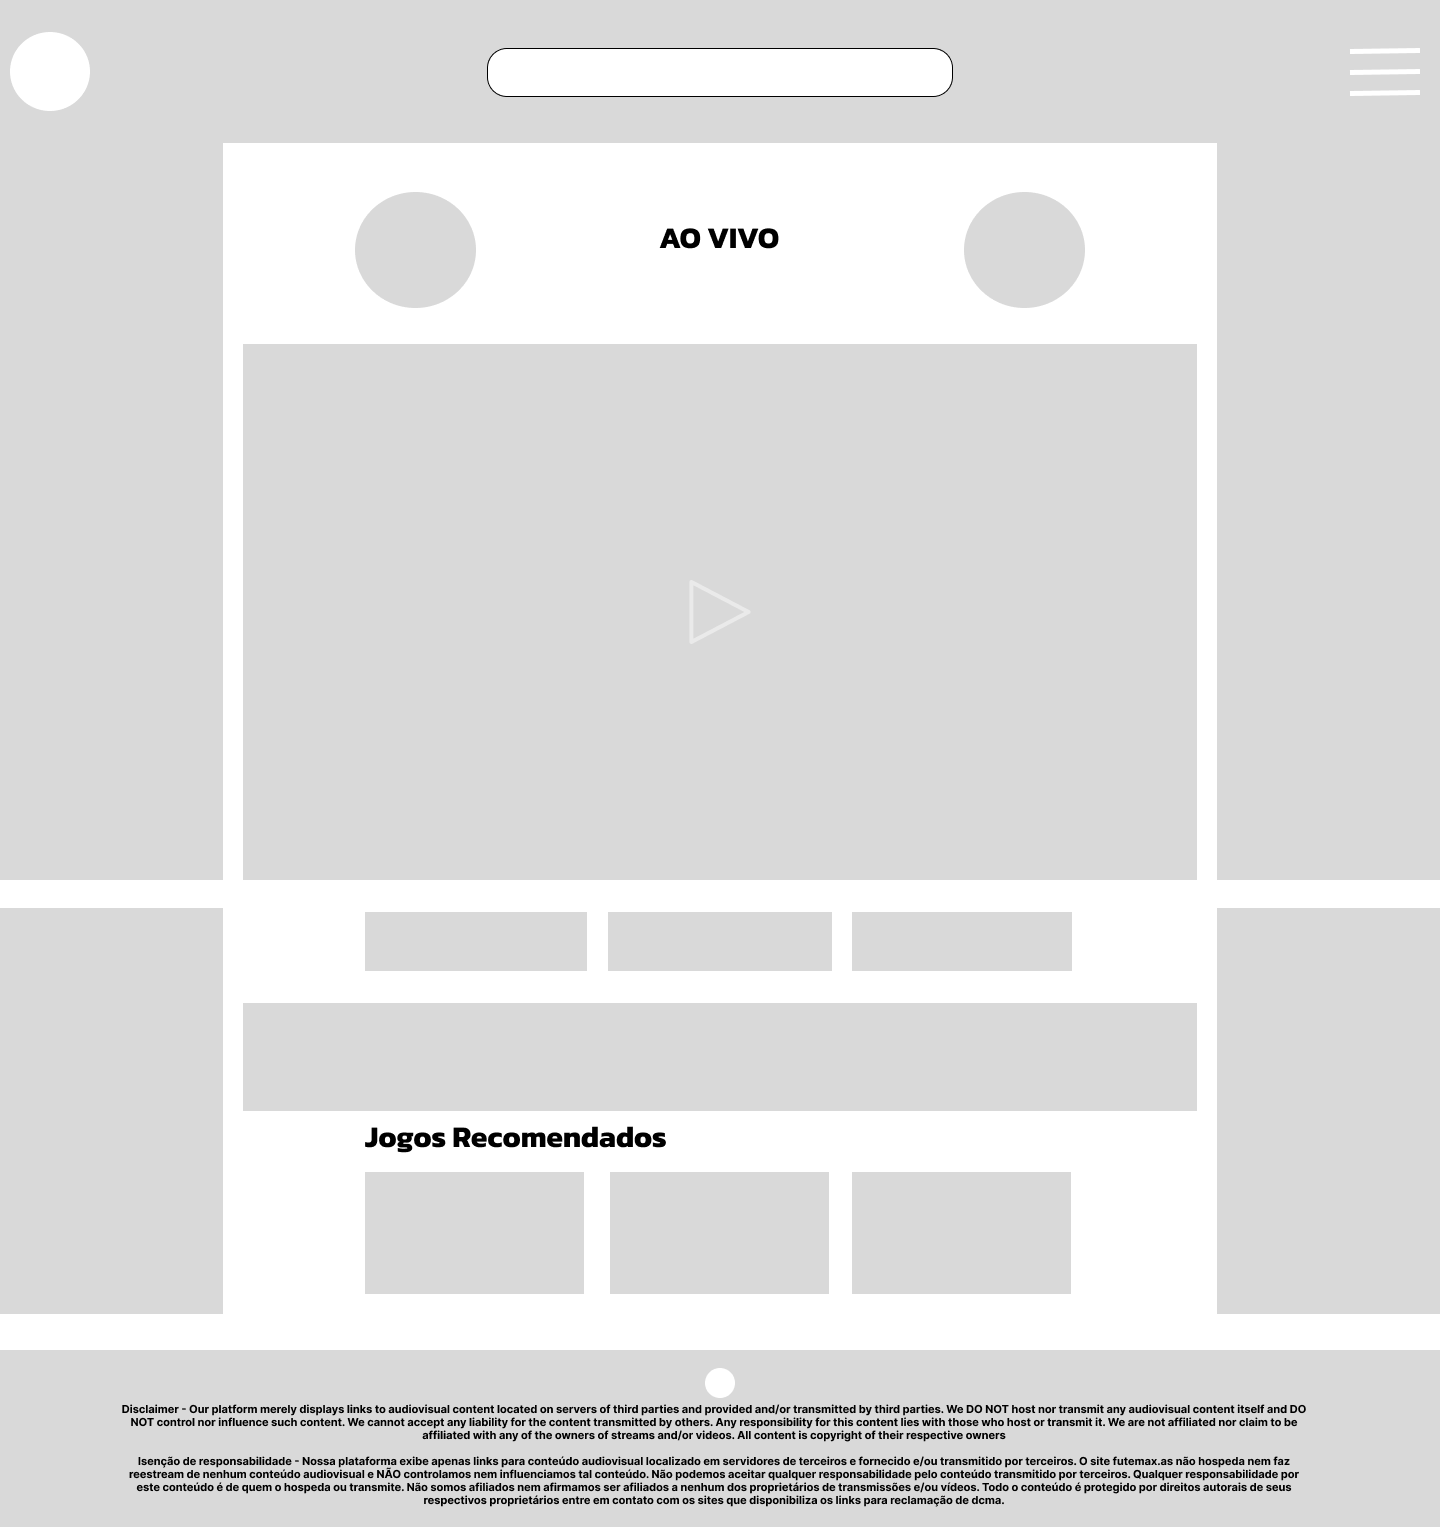 AO VIVO
Jogos Recomendados
Disclaimer - Our platform merely displays links to audiovisual content located on servers of third parties and provided and/or transmitted by third parties. We DO NOT host nor transmit any audiovisual content itself and DO
NOT control nor influence such content. We cannot accept any liability for the content transmitted by others. Any responsibility for this content lies with those who host or transmit it. We are not affiliated nor claim to be
affiliated with any of the owners of streams and/or videos. All content is copyright of their respective owners
Isenção de responsabilidade - Nossa plataforma exibe apenas links para conteúdo audiovisual localizado em servidores de terceiros e fornecido e/ou transmitido por terceiros. O site futemax.as não hospeda nem faz
reestream de nenhum conteúdo audiovisual e NÃO controlamos nem influenciamos tal conteúdo. Não podemos aceitar qualquer responsabilidade pelo conteúdo transmitido por terceiros. Qualquer responsabilidade por
este conteúdo é de quem o hospeda ou transmite. Não somos afiliados nem afirmamos ser afiliados a nenhum dos proprietários de transmissões e/ou vídeos. Todo o conteúdo é protegido por direitos autorais de seus
respectivos proprietários entre em contato com os sites que disponibiliza os links para reclamação de dcma.